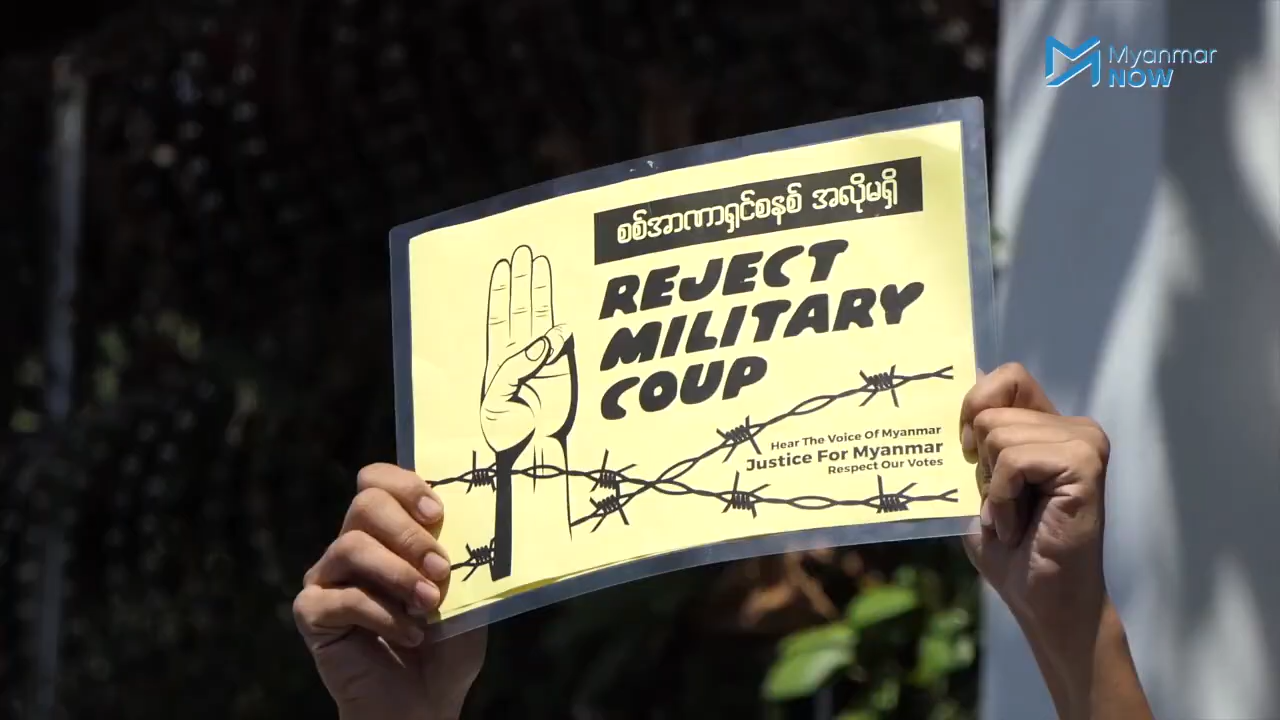 Myanmar
NOW
စစ်အာဏာရှင်စနစ် အလိုမရှိ
REJECT
MILITARY
COUP
Hear The Voice Of Myanmar
Justice For Myanmar
Respect Our Votes